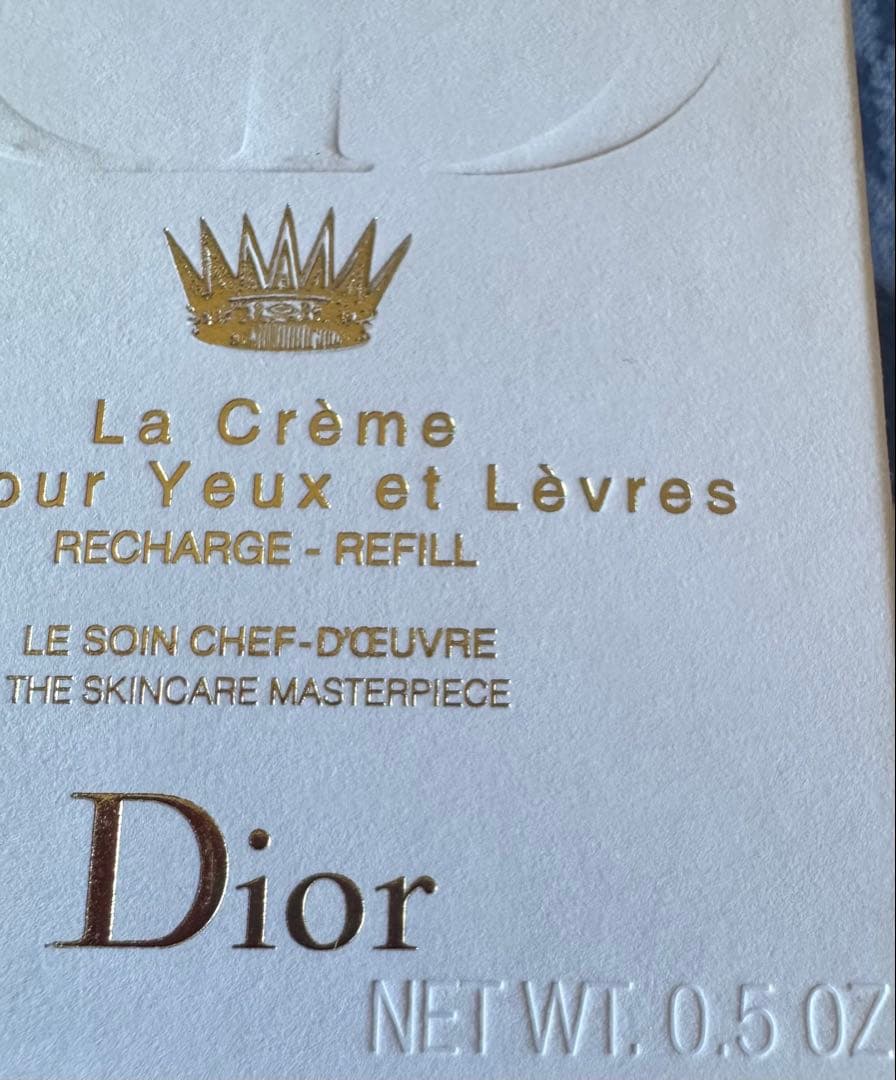 La Crème
our Yeux et Lèvres
RECHARGE - REFILL
LE SOIN CHEF-D'ŒUVRE
THE SKINCARE MASTERPIECE
Dior
NET WT. 0.5 OZ